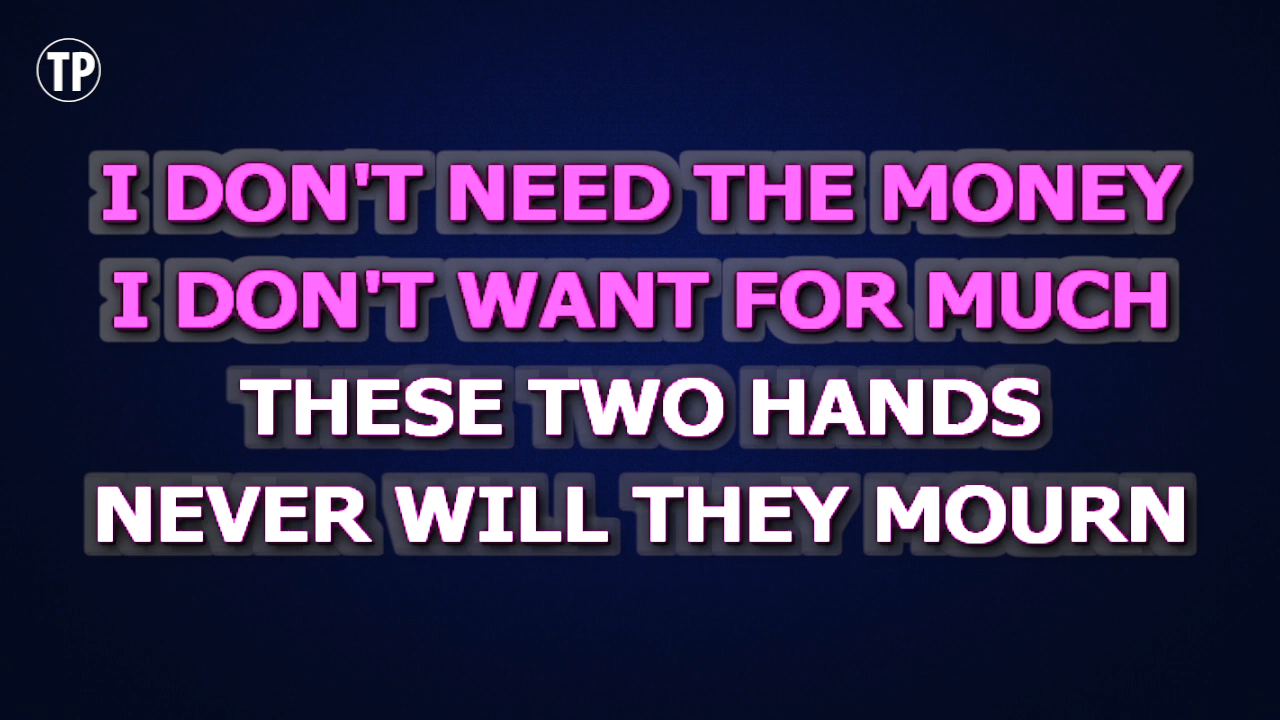 TP
I DON'T NEED THE MONEY
I DON'T WANT FOR MUCH
THESE TWO HANDS
NEVER WILL THEY MOURN